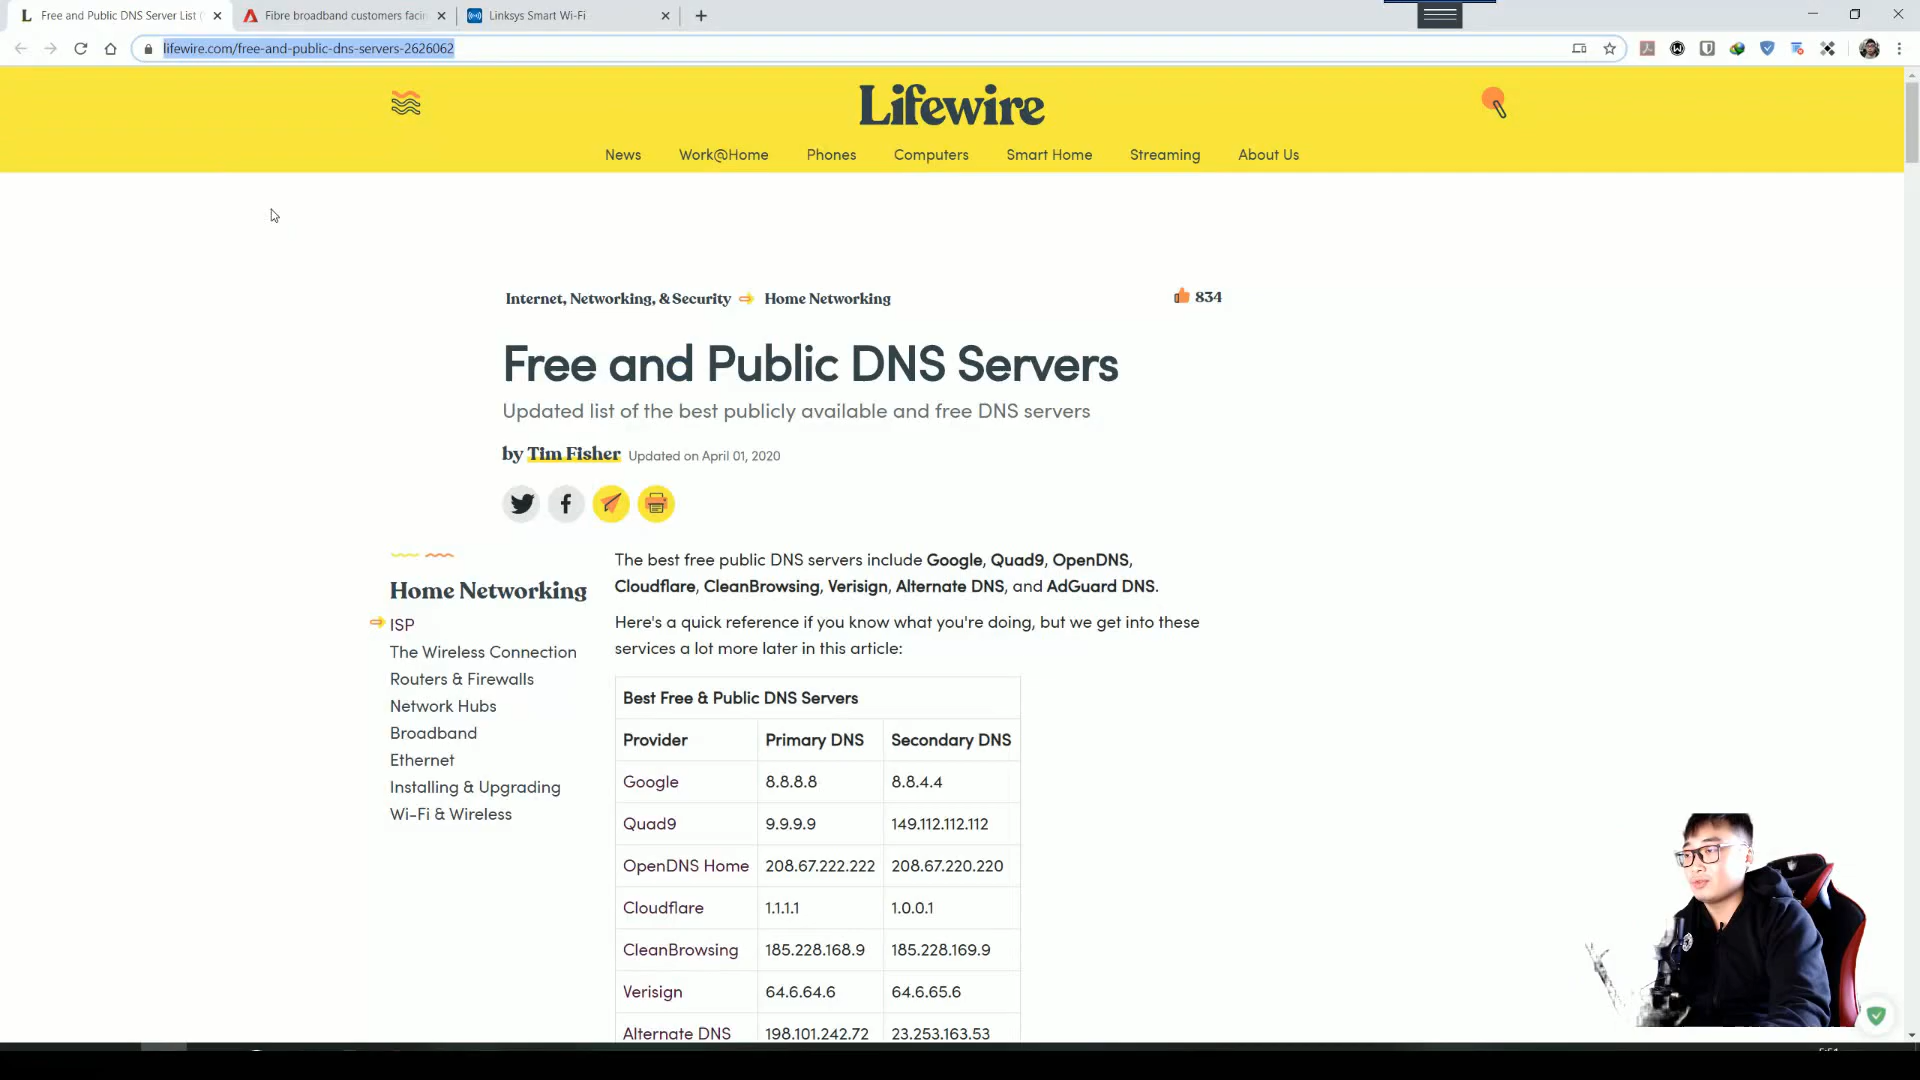 Free and Public DNS Server List (
Fibre broadband customers facin
Linksys Smart Wi-Fi
lifewire.com/free-and-public-dns-servers-2626062
Lifewire
News
Work@Home
Phones
Computers
Smart Home
Streaming
About Us
Internet, Networking, & Security
Home Networking
834
Free and Public DNS Servers
Updated list of the best publicly available and free DNS servers
by Tim Fisher Updated on April 01, 2020
Home Networking
ISP
The Wireless Connection
Routers & Firewalls
Network Hubs
Broadband
Ethernet
Installing & Upgrading
Wi-Fi & Wireless
The best free public DNS servers include Google, Quad9, OpenDNS,
Cloudflare, CleanBrowsing, Verisign, Alternate DNS, and AdGuard DNS.
Here's a quick reference if you know what you're doing, but we get into these
services a lot more later in this article:
Best Free & Public DNS Servers
Provider Primary DNS Secondary DNS
Google 8.8.8.8 8.8.4.4
Quad9 9.9.9.9 149.112.112.112
OpenDNS Home 208.67.222.222 208.67.220.220
Cloudflare 1.1.1.1 1.0.0.1
CleanBrowsing 185.228.168.9 185.228.169.9
Verisign 64.6.64.6 64.6.65.6
Alternate DNS 198.101.242.72 23.253.163.53